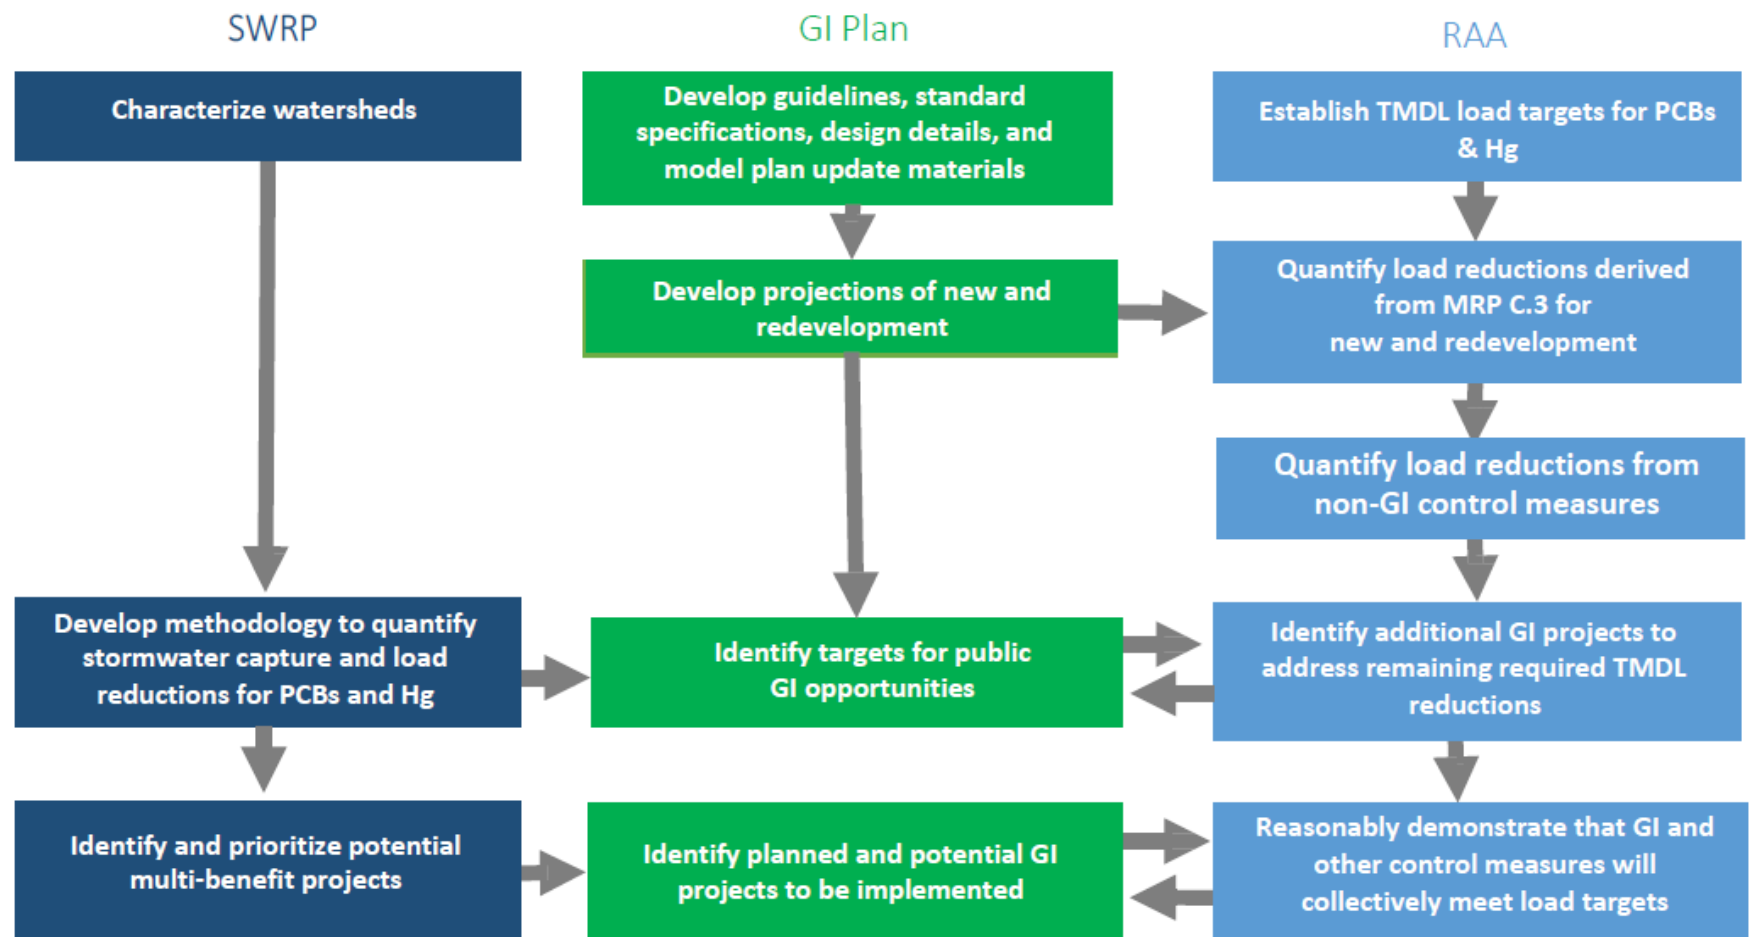 SWRP
GI Plan
RAA
Characterize watersheds
Develop guidelines, standard
specifications, design details, and
model plan update materials
Establish TMDL load targets for PCBs
& Hg
Develop projections of new and
redevelopment
Quantify load reductions derived
from MRP C.3 for
new and redevelopment
Quantify load reductions from
non-GI control measures
Develop methodology to quantify
stormwater capture and load
reductions for PCBs and Hg
Identify targets for public
GI opportunities
Identify additional GI projects to
address remaining required TMDL
reductions
Identify and prioritize potential
multi-benefit projects
Identify planned and potential GI
projects to be implemented
Reasonably demonstrate that GI and
other control measures will
collectively meet load targets